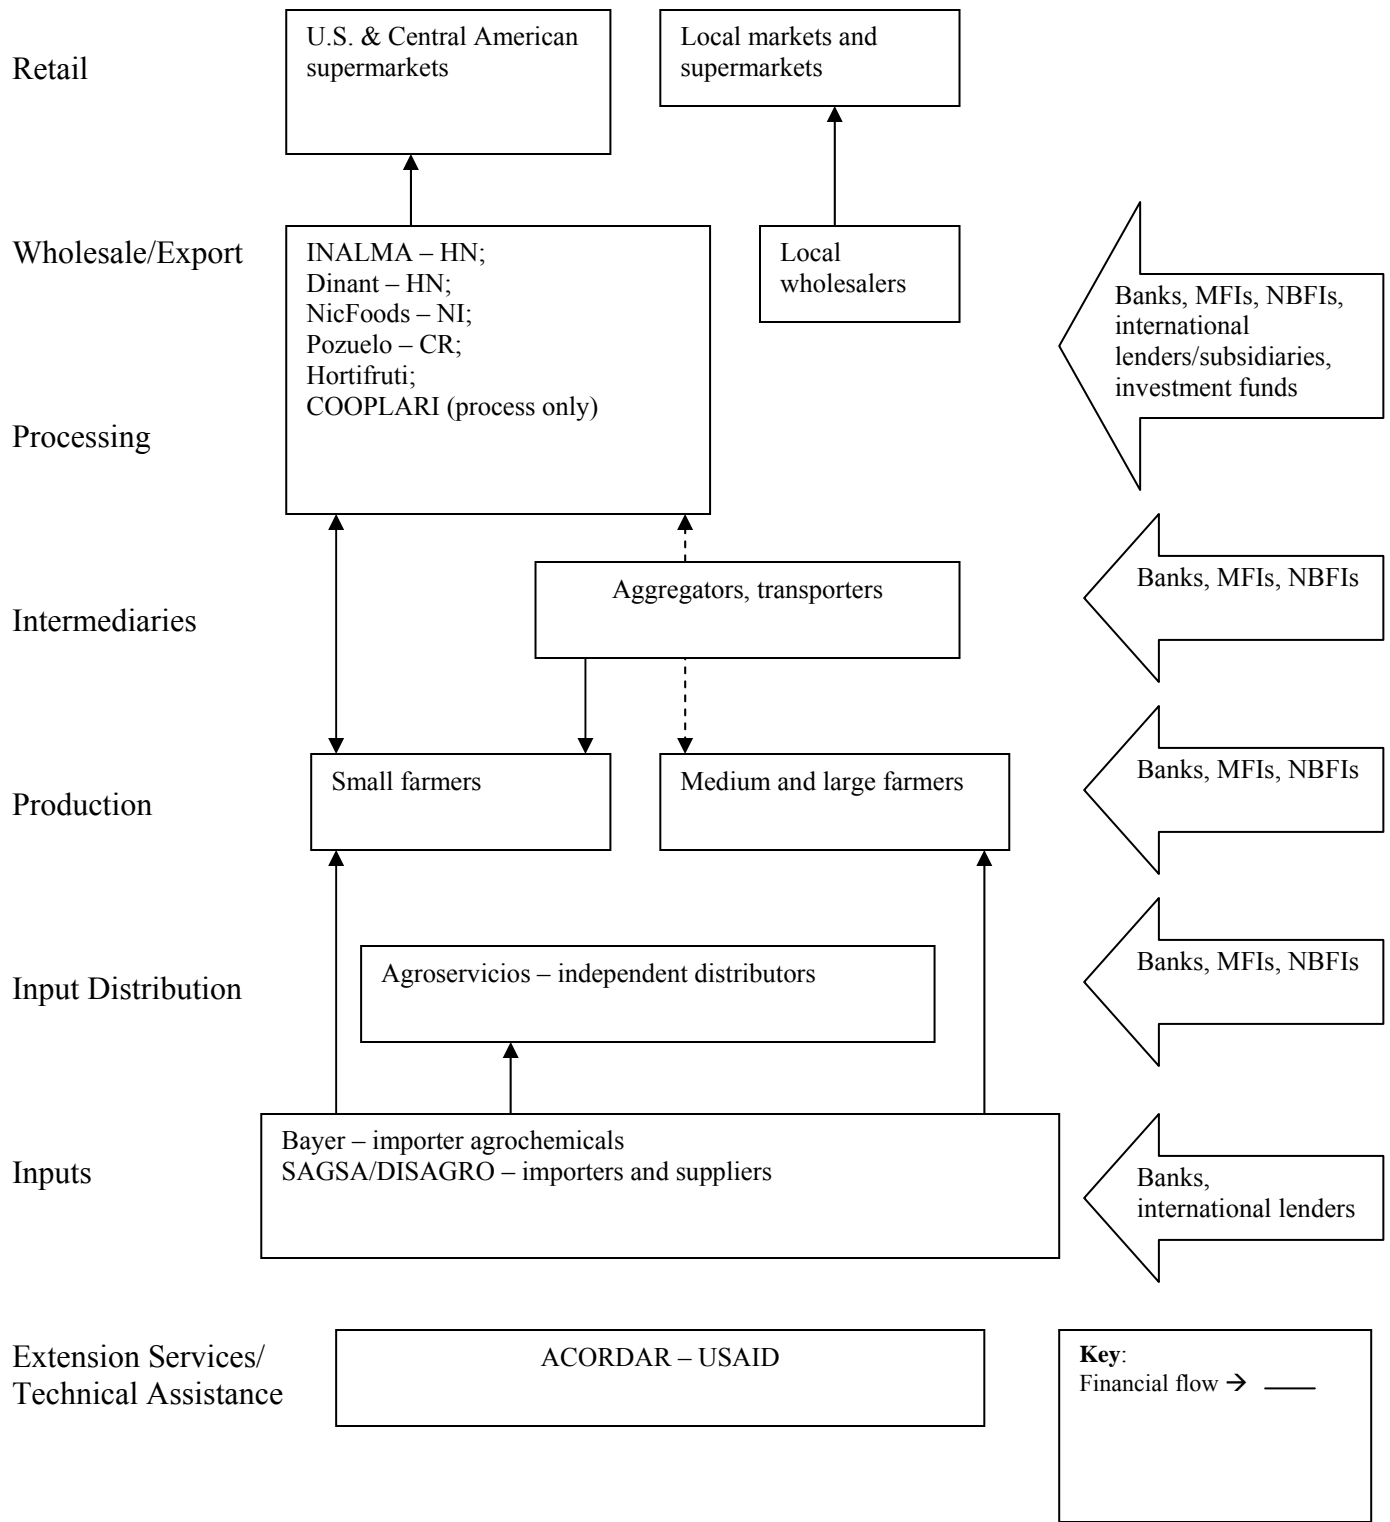 Retail
U.S. & Central American
supermarkets
Local markets and
supermarkets
Wholesale/Export
INALMA – HN;
Dinant – HN;
NicFoods – NI;
Pozuelo – CR;
Hortifruti;
COOPLARI (process only)
Local
wholesalers
Banks, MFIs, NBFIs,
international
lenders/subsidiaries,
investment funds
Processing
Intermediaries
Aggregators, transporters
Banks, MFIs, NBFIs
Production
Small farmers
Medium and large farmers
Banks, MFIs, NBFIs
Input Distribution
Agroservicios – independent distributors
Banks, MFIs, NBFIs
Inputs
Bayer – importer agrochemicals
SAGSA/DISAGRO – importers and suppliers
Banks,
international lenders
Extension Services/
Technical Assistance
ACORDAR – USAID
Key:
Financial flow →